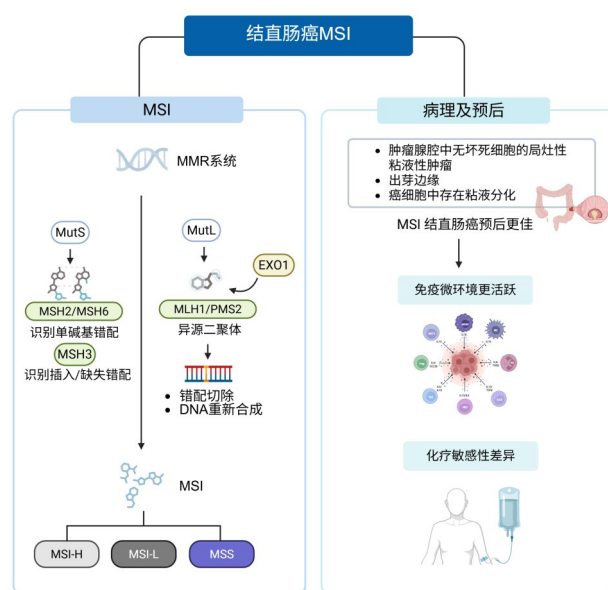 结直肠癌MSI
MSI
MMR系统
MutS
MutL
EXO1
MSH2/MSH6
识别单碱基错配
MSH3
识别插入/缺失错配
MLH1/PMS2
异源二聚体
错配切除
DNA重新合成
MSI
MSI-H
MSI-L
MSS
病理及预后
肿瘤腺腔中无坏死细胞的局灶性
粘液性肿瘤
出芽边缘
癌细胞中存在粘液分化
MSI 结直肠癌预后更佳
免疫微环境更活跃
化疗敏感性差异